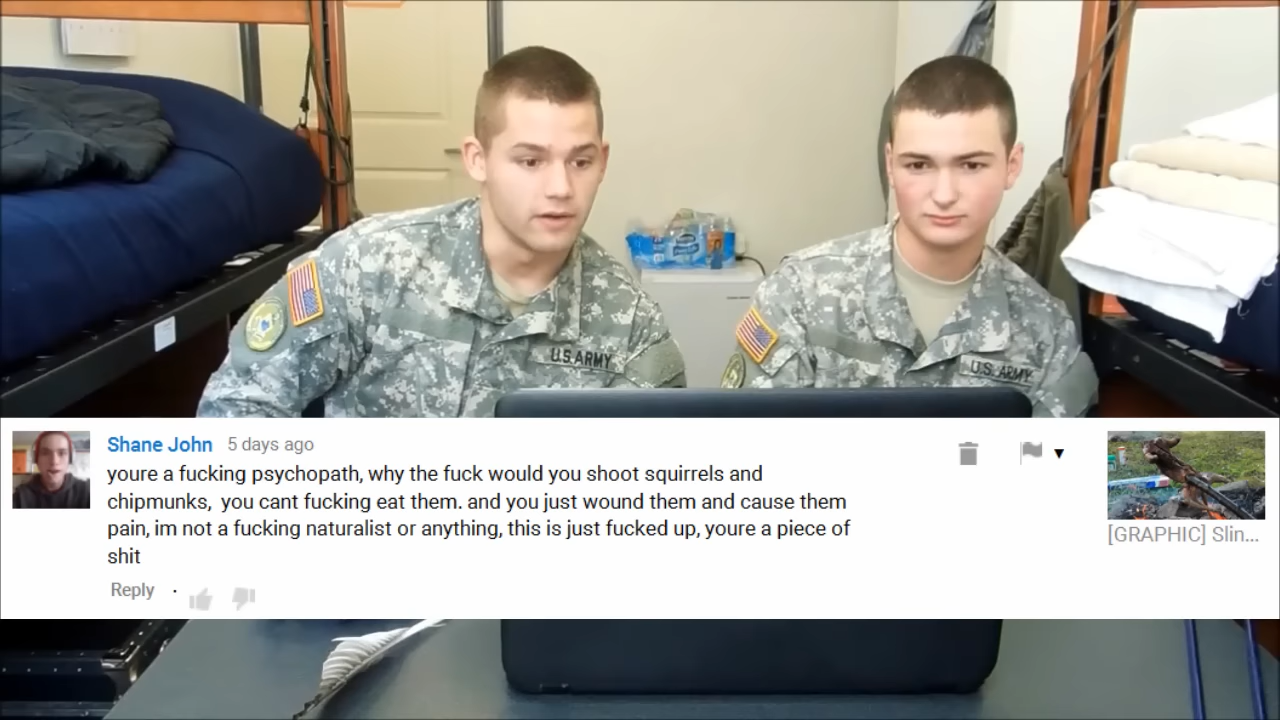 U.S. ARMY
U.S. ARMY
Shane John 5 days ago
youre a fucking psychopath, why the fuck would you shoot squirrels and
chipmunks, you cant fucking eat them. and you just wound them and cause them
pain, im not a fucking naturalist or anything, this is just fucked up, youre a piece of
shit
[GRAPHIC] Slin...
Reply ·